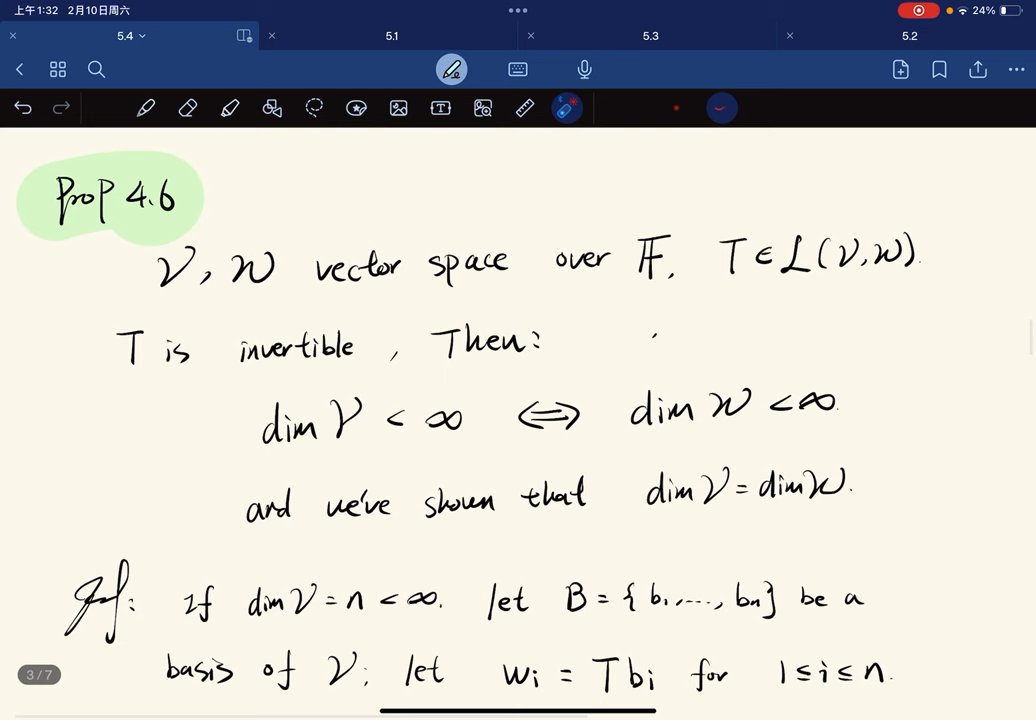 上午1:32 2月10日周六
24%
5.4
5.1
5.3
5.2
Prop 4.6
V, W vector space over 𝔽, T ∈ L(V,W).
T is invertible, Then:
dim V < ∞ ⟺ dim W < ∞.
and we've shown that dim V = dim W.
If dim V = n < ∞. let B = {b₁,...., bₙ} be a
basis of V; let wᵢ = Tbᵢ for 1 ≤ i ≤ n.
3/7